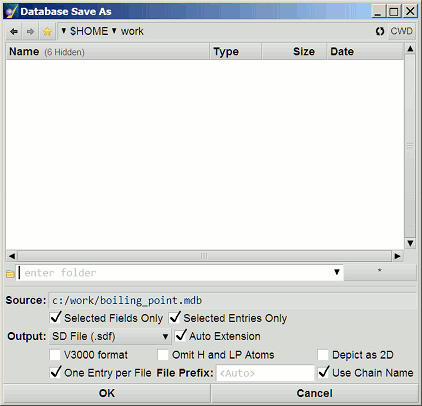 Database Save As
$HOME work CWD
Name (6 Hidden) Type Size Date
enter folder *
Source: c:/work/boiling_point.mdb
Selected Fields Only Selected Entries Only
Output: SD File (.sdf) Auto Extension
V3000 format Omit H and LP Atoms Depict as 2D
One Entry per File File Prefix: <Auto> Use Chain Name
OK Cancel